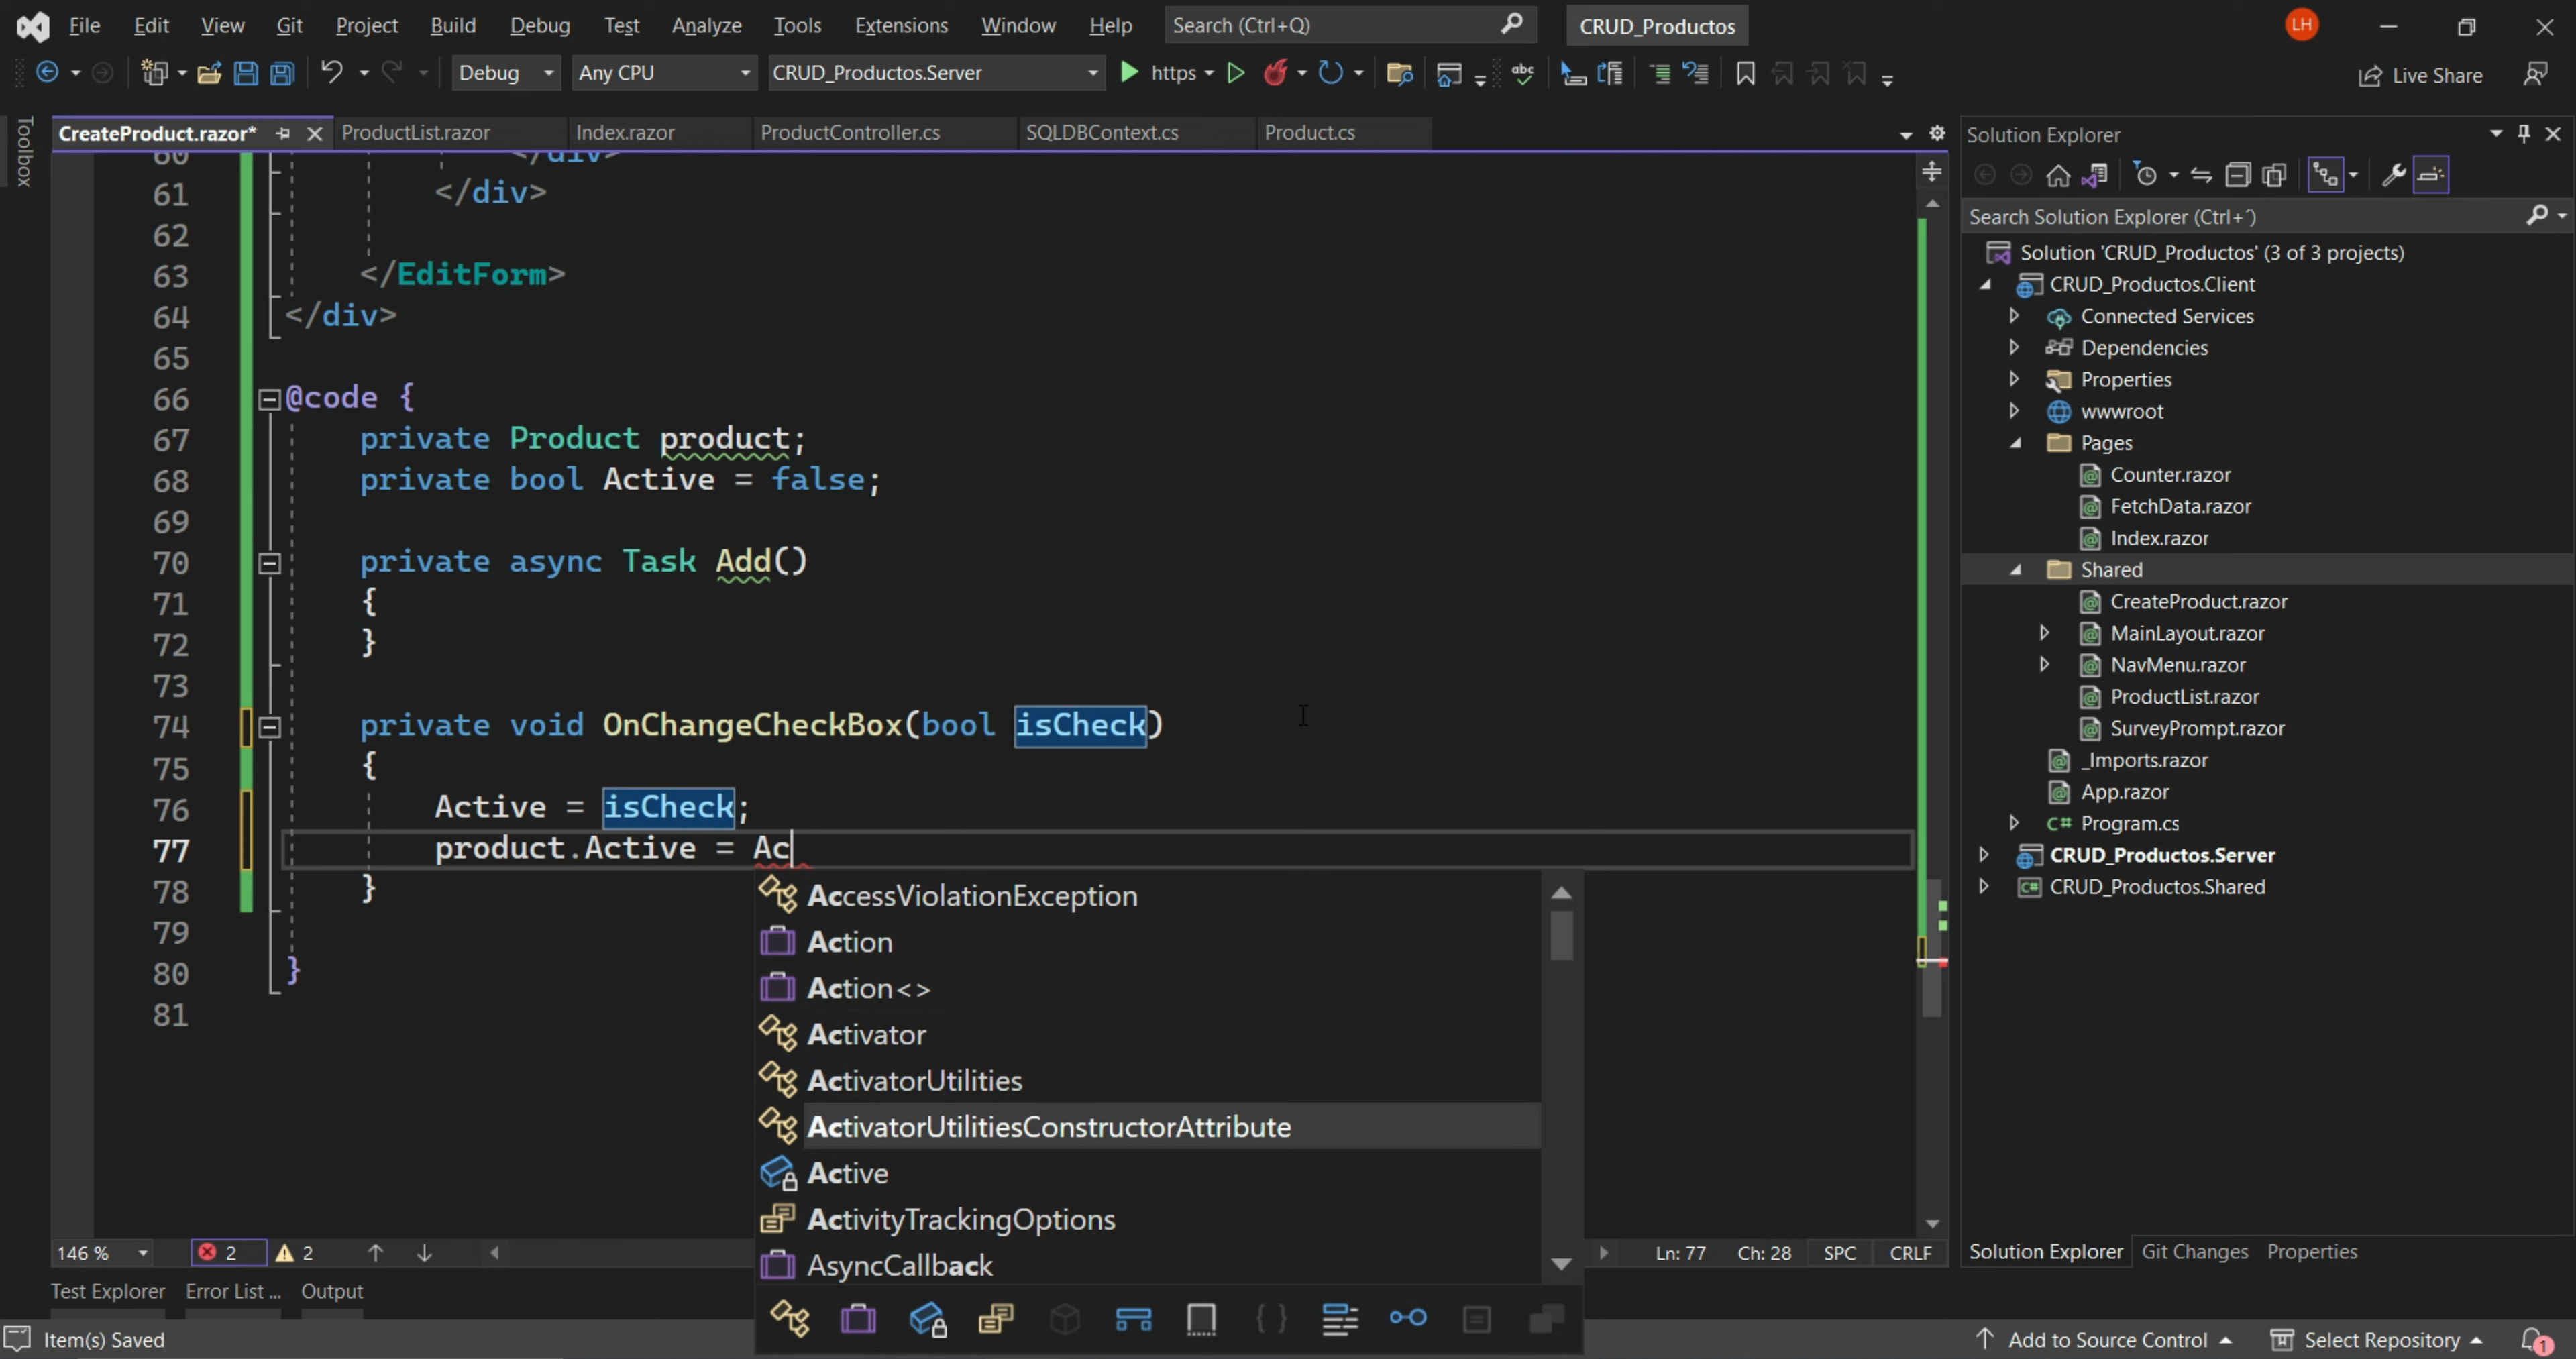 File Edit View Git Project Build Debug Test Analyze Tools Extensions Window Help Search (Ctrl+Q) CRUD_Productos LH
Debug Any CPU CRUD_Productos.Server https Live Share
Toolbox
CreateProduct.razor* ProductList.razor Index.razor ProductController.cs SQLDBContext.cs Product.cs
60 </div>
61 </div>
62
63 </EditForm>
64 </div>
65
66 @code {
67 private Product product;
68 private bool Active = false;
69
70 private async Task Add()
71 {
72 }
73
74 private void OnChangeCheckBox(bool isCheck)
75 {
76 Active = isCheck;
77 product.Active = Ac
78 }
79
80 }
81
AccessViolationException
Action
Action<>
Activator
ActivatorUtilities
ActivatorUtilitiesConstructorAttribute
Active
ActivityTrackingOptions
AsyncCallback
146 % 2 2 Ln: 77 Ch: 28 SPC CRLF
Test Explorer Error List ... Output
Item(s) Saved
Solution Explorer
Search Solution Explorer (Ctrl+´)
Solution 'CRUD_Productos' (3 of 3 projects)
CRUD_Productos.Client
Connected Services
Dependencies
Properties
wwwroot
Pages
Counter.razor
FetchData.razor
Index.razor
Shared
CreateProduct.razor
MainLayout.razor
NavMenu.razor
ProductList.razor
SurveyPrompt.razor
_Imports.razor
App.razor
C# Program.cs
CRUD_Productos.Server
C# CRUD_Productos.Shared
Solution Explorer Git Changes Properties
Add to Source Control Select Repository 1